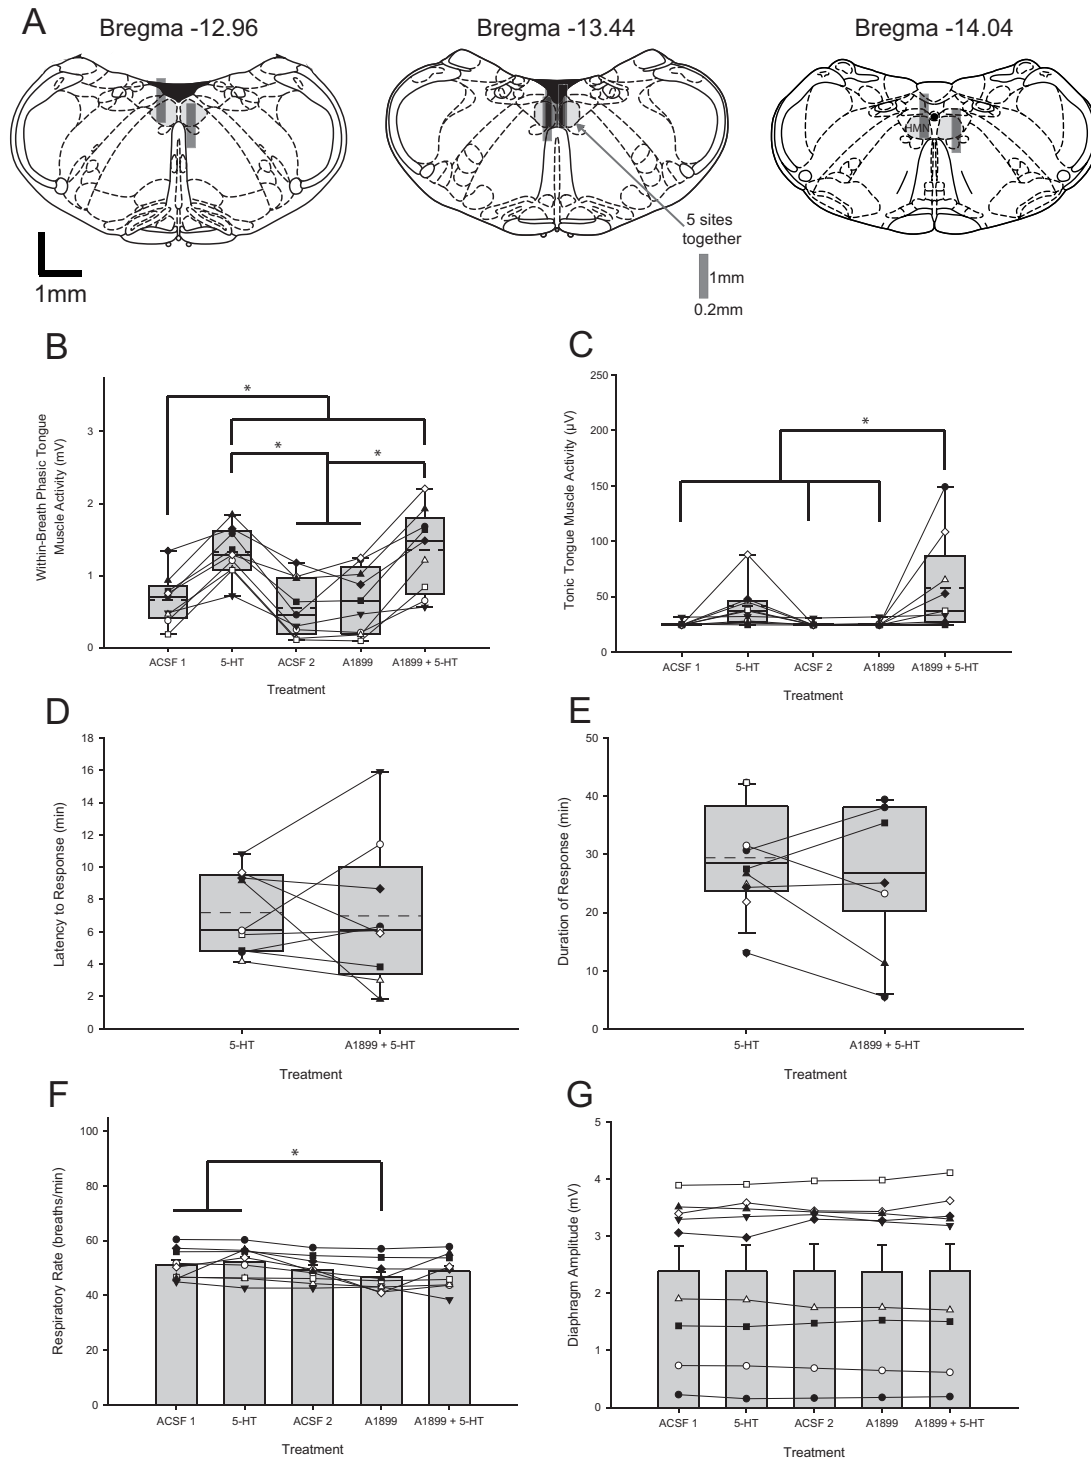 A
Bregma -12.96
Bregma -13.44
Bregma -14.04
HMN
5 sites
together
1mm
0.2mm
1mm
B
Within-Breath Phasic Tongue
Muscle Activity (mV)
3
2
1
0
*
*
*
ACSF 1 5-HT ACSF 2 A1899 A1899 + 5-HT
Treatment
C
Tonic Tongue Muscle Activity (µV)
250
200
150
100
50
0
*
ACSF 1 5-HT ACSF 2 A1899 A1899 + 5-HT
Treatment
D
Latency to Response (min)
18
16
14
12
10
8
6
4
2
0
5-HT A1899 + 5-HT
Treatment
E
Duration of Response (min)
50
40
30
20
10
0
5-HT A1899 + 5-HT
Treatment
F
Respiratory Rate (breaths/min)
100
80
60
40
20
0
*
ACSF 1 5-HT ACSF 2 A1899 A1899 + 5-HT
Treatment
G
Diaphragm Amplitude (mV)
5
4
3
2
1
0
ACSF 1 5-HT ACSF 2 A1899 A1899 + 5-HT
Treatment